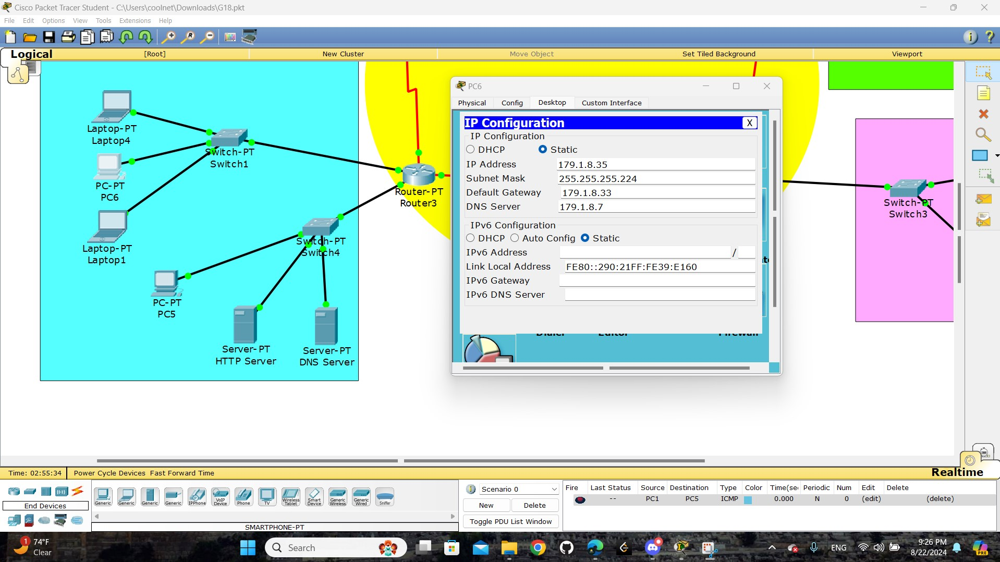 Cisco Packet Tracer Student - C:\Users\coolnet\Downloads\G18.pkt
File Edit Options View Tools Extensions Help
Logical [Root] New Cluster Move Object Set Tiled Background Viewport
Laptop-PT
Laptop4
PC-PT
PC6
Laptop-PT
Laptop1
Switch-PT
Switch1
Router-PT
Router3
Switch-PT
Switch4
PC-PT
PC5
Server-PT
HTTP Server
Server-PT
DNS Server
Switch-PT
Switch3
PC6
Physical Config Desktop Custom Interface
IP Configuration X
IP Configuration
DHCP Static
IP Address 179.1.8.35
Subnet Mask 255.255.255.224
Default Gateway 179.1.8.33
DNS Server 179.1.8.7
IPv6 Configuration
DHCP Auto Config Static
IPv6 Address /
Link Local Address FE80::290:21FF:FE39:E160
IPv6 Gateway
IPv6 DNS Server
Dialer Editor Firewall
Time: 02:55:34 Power Cycle Devices Fast Forward Time Realtime
End Devices
Generic Generic Generic Generic IPPhone VoIP Device Phone TV Wireless Tablet Smart Device Generic Wireless Generic Wired Sniffer
SMARTPHONE-PT
Scenario 0
New Delete
Toggle PDU List Window
Fire Last Status Source Destination Type Color Time(se Periodic Num Edit Delete
-- PC1 PC5 ICMP 0.000 N 0 (edit) (delete)
1 74°F
Clear
Search
ENG
9:26 PM
8/22/2024
PRE